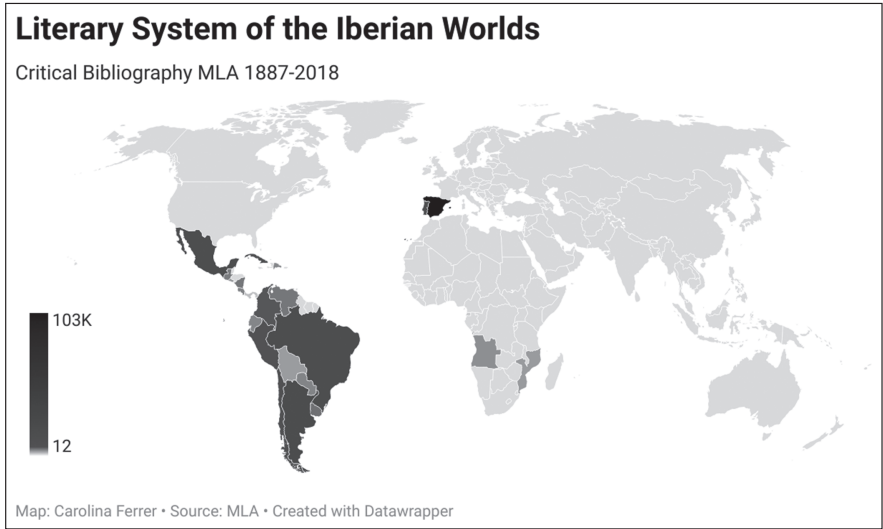 Literary System of the Iberian Worlds
Critical Bibliography MLA 1887-2018
103K
12
Map: Carolina Ferrer • Source: MLA • Created with Datawrapper